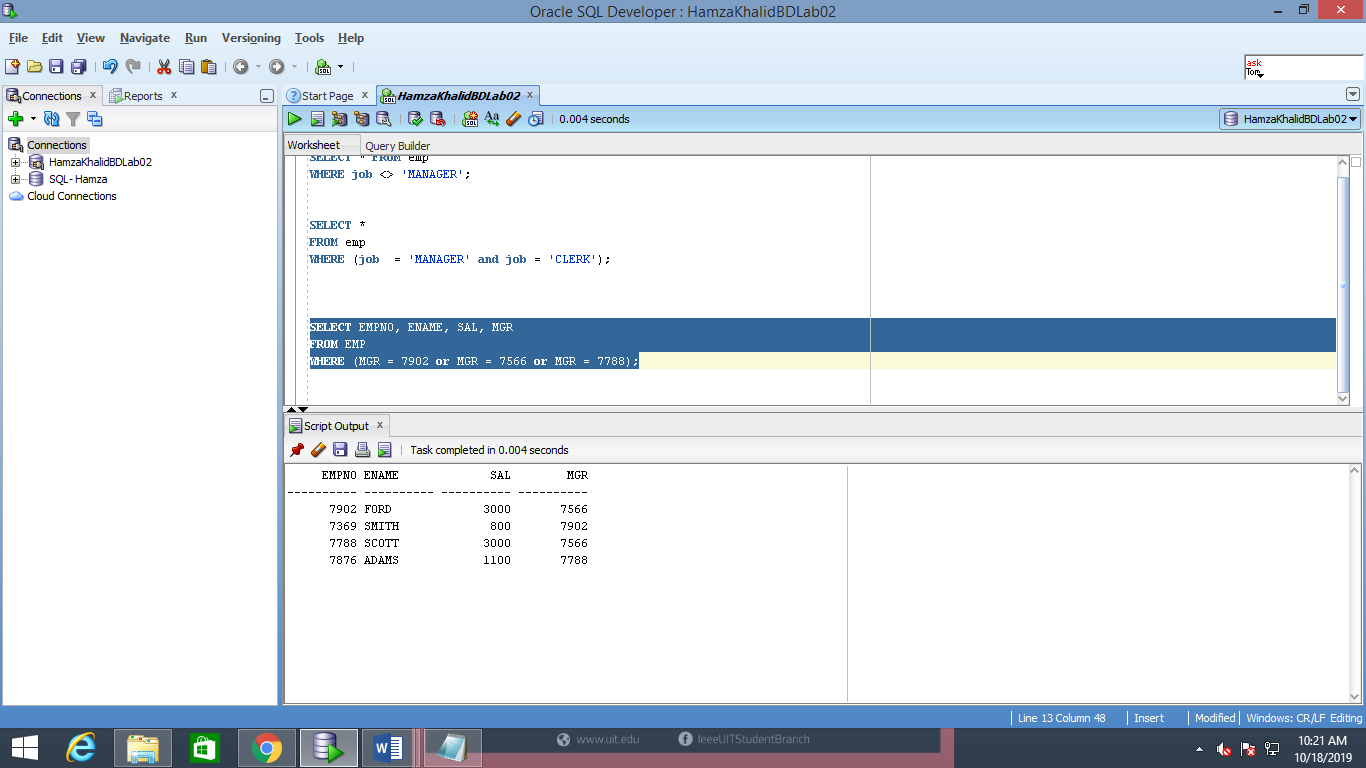 Oracle SQL Developer : HamzaKhalidBDLab02
File Edit View Navigate Run Versioning Tools Help
ask
Tom
Connections x Reports x
Start Page x HamzaKhalidBDLab02 x
0.004 seconds
HamzaKhalidBDLab02
Connections
HamzaKhalidBDLab02
SQL- Hamza
Cloud Connections
Worksheet Query Builder
SELECT * FROM emp
WHERE job <> 'MANAGER';
SELECT *
FROM emp
WHERE (job  = 'MANAGER' and job = 'CLERK');
SELECT EMPNO, ENAME, SAL, MGR
FROM EMP
WHERE (MGR = 7902 or MGR = 7566 or MGR = 7788);
Script Output x
Task completed in 0.004 seconds
EMPNO ENAME SAL MGR
---------- ---------- ---------- ----------
7902 FORD 3000 7566
7369 SMITH 800 7902
7788 SCOTT 3000 7566
7876 ADAMS 1100 7788
Line 13 Column 48 Insert Modified Windows: CR/LF Editing
www.uit.edu IeeeUITStudentBranch
10:21 AM
10/18/2019